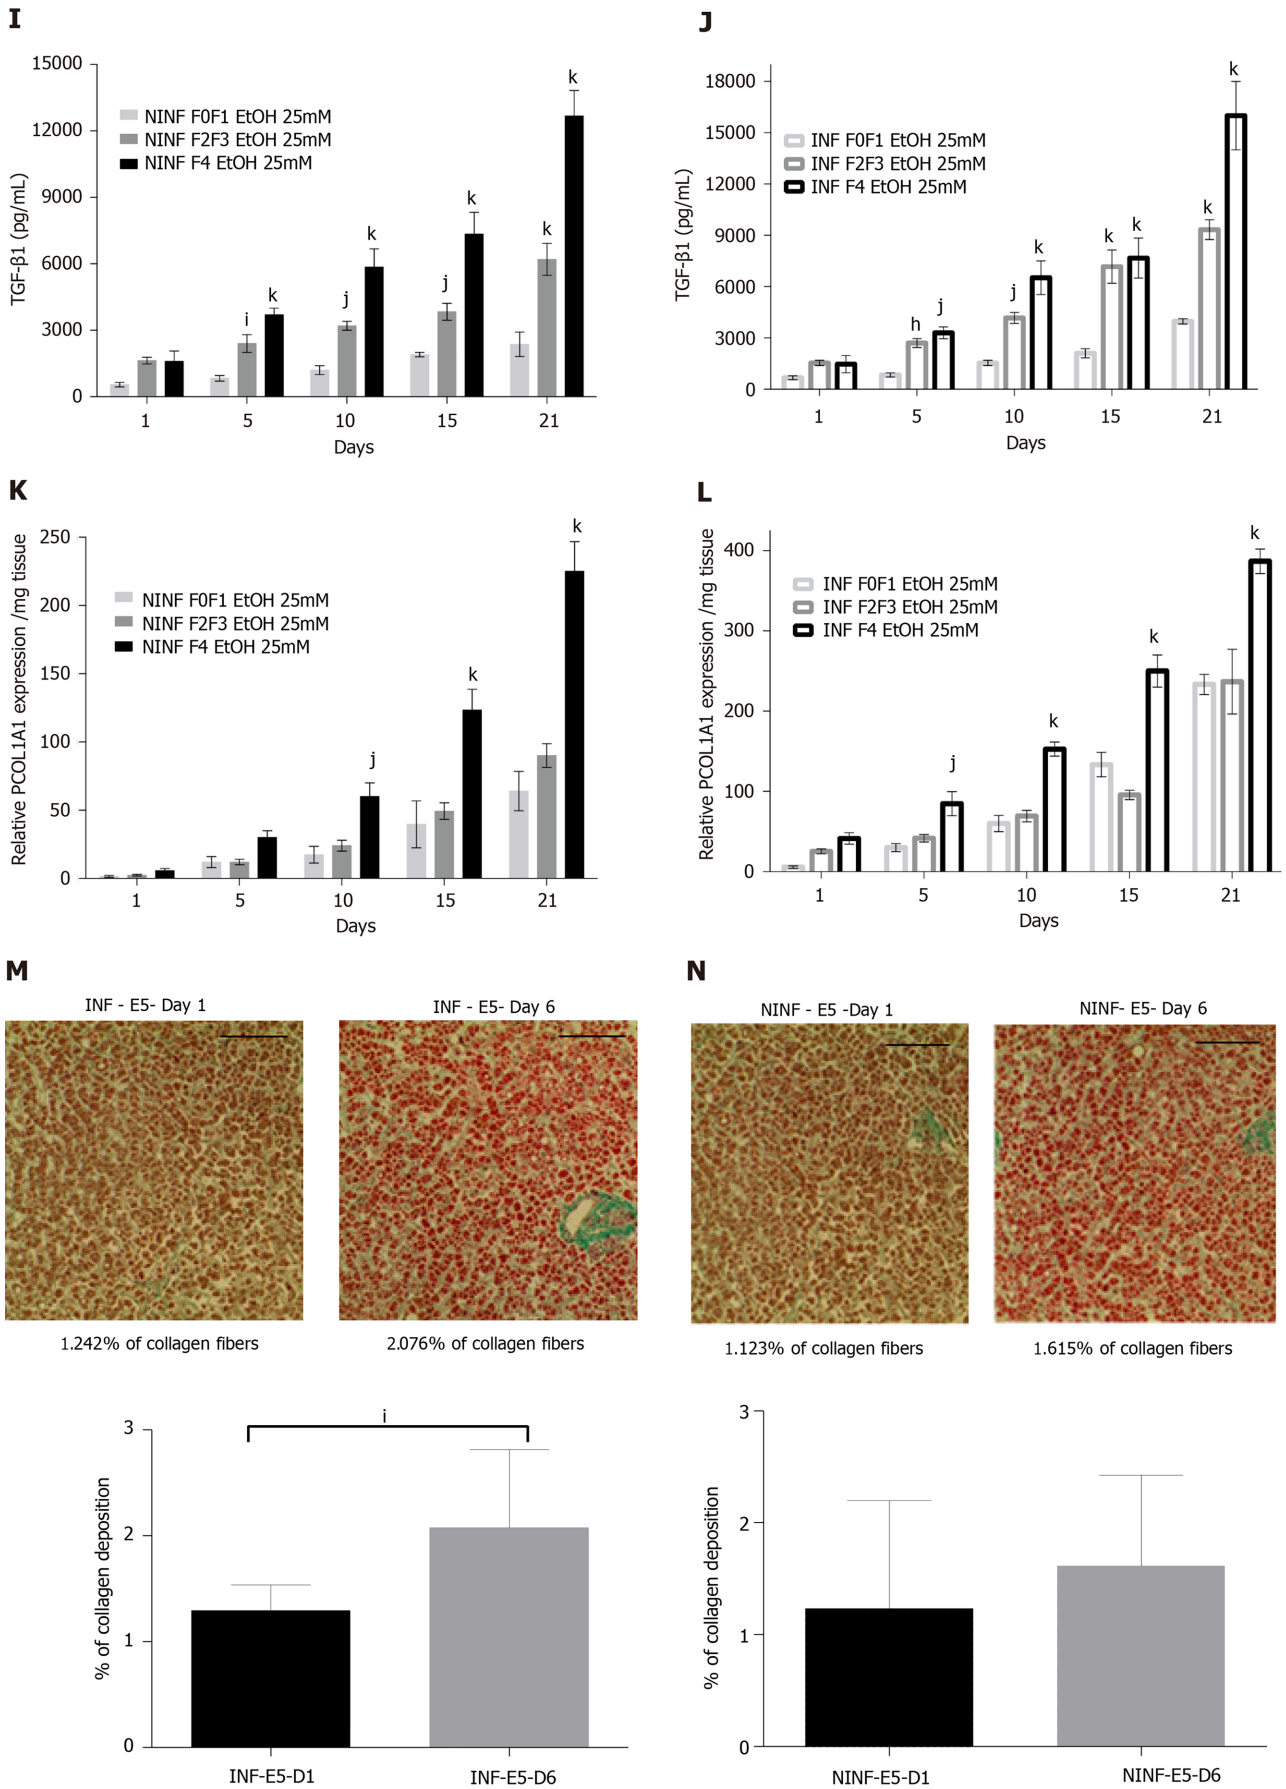 I
TGF-β1 (pg/mL)
15000
12000
9000
6000
3000
0
NINF F0F1 EtOH 25mM
NINF F2F3 EtOH 25mM
NINF F4 EtOH 25mM
i
k
j
k
j
k
k
k
1
5
10
15
21
Days
J
TGF-β1 (pg/mL)
18000
15000
12000
9000
6000
3000
0
INF F0F1 EtOH 25mM
INF F2F3 EtOH 25mM
INF F4 EtOH 25mM
h
j
j
k
k
k
k
k
1
5
10
15
21
Days
K
Relative PCOL1A1 expression /mg tissue
250
200
150
100
50
0
NINF F0F1 EtOH 25mM
NINF F2F3 EtOH 25mM
NINF F4 EtOH 25mM
j
k
k
1
5
10
15
21
Days
L
Relative PCOL1A1 expression /mg tissue
400
300
200
100
0
INF F0F1 EtOH 25mM
INF F2F3 EtOH 25mM
INF F4 EtOH 25mM
j
k
k
k
1
5
10
15
21
Days
M
INF - E5- Day 1
INF - E5- Day 6
1.242% of collagen fibers
2.076% of collagen fibers
% of collagen deposition
3
2
1
0
i
INF-E5-D1
INF-E5-D6
N
NINF - E5 -Day 1
NINF- E5- Day 6
1.123% of collagen fibers
1.615% of collagen fibers
% of collagen deposition
3
2
1
0
NINF-E5-D1
NINF-E5-D6